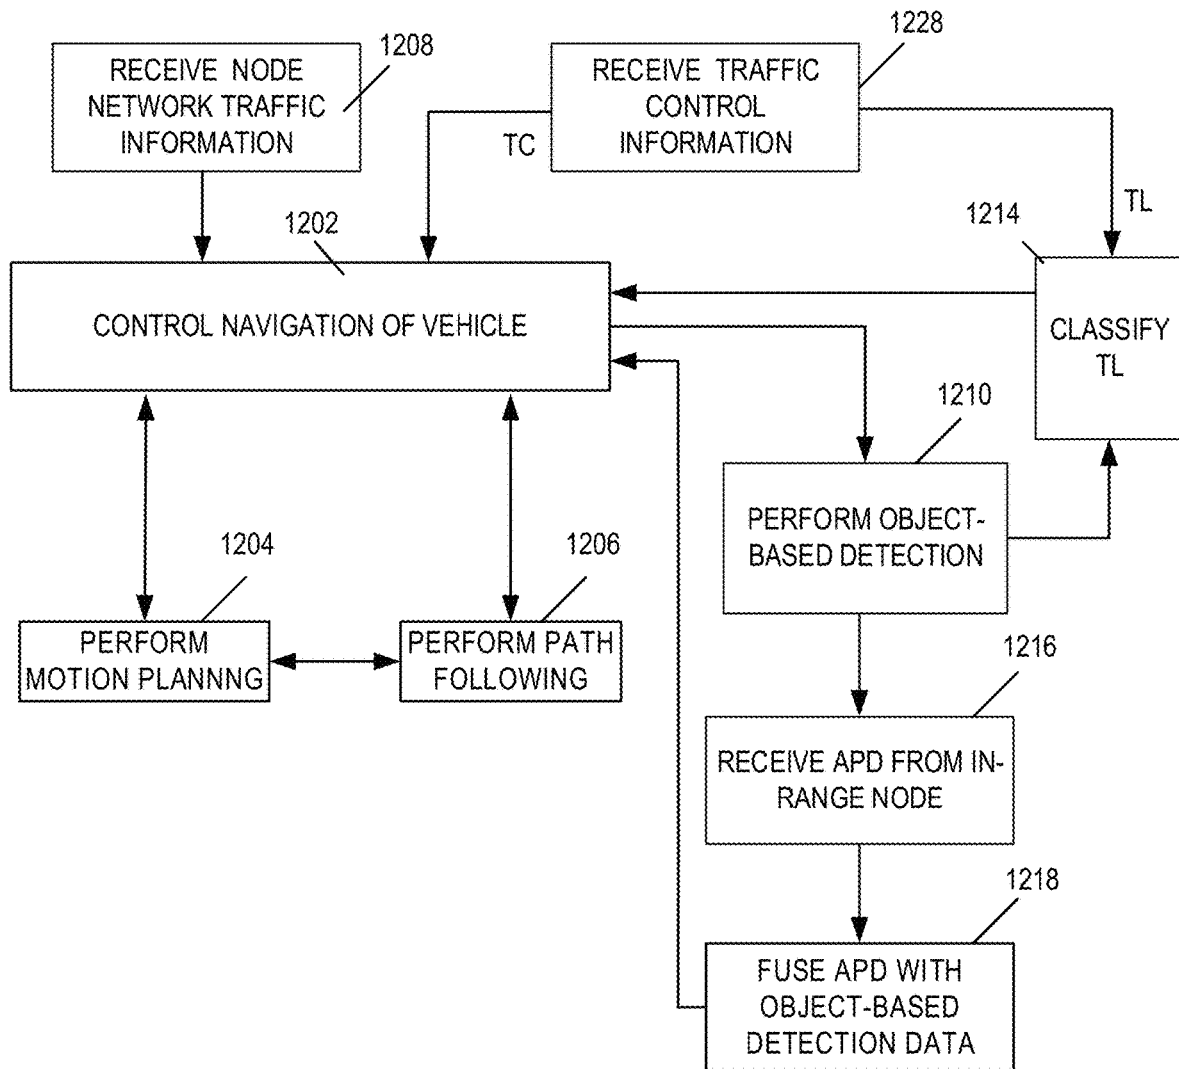 1208
RECEIVE NODE
NETWORK TRAFFIC
INFORMATION
1228
RECEIVE TRAFFIC
CONTROL
INFORMATION
TC
TL
1214
CLASSIFY
TL
1202
CONTROL NAVIGATION OF VEHICLE
1210
PERFORM OBJECT-
BASED DETECTION
1204
PERFORM
MOTION PLANNNG
1206
PERFORM PATH
FOLLOWING
1216
RECEIVE APD FROM IN-
RANGE NODE
1218
FUSE APD WITH
OBJECT-BASED
DETECTION DATA